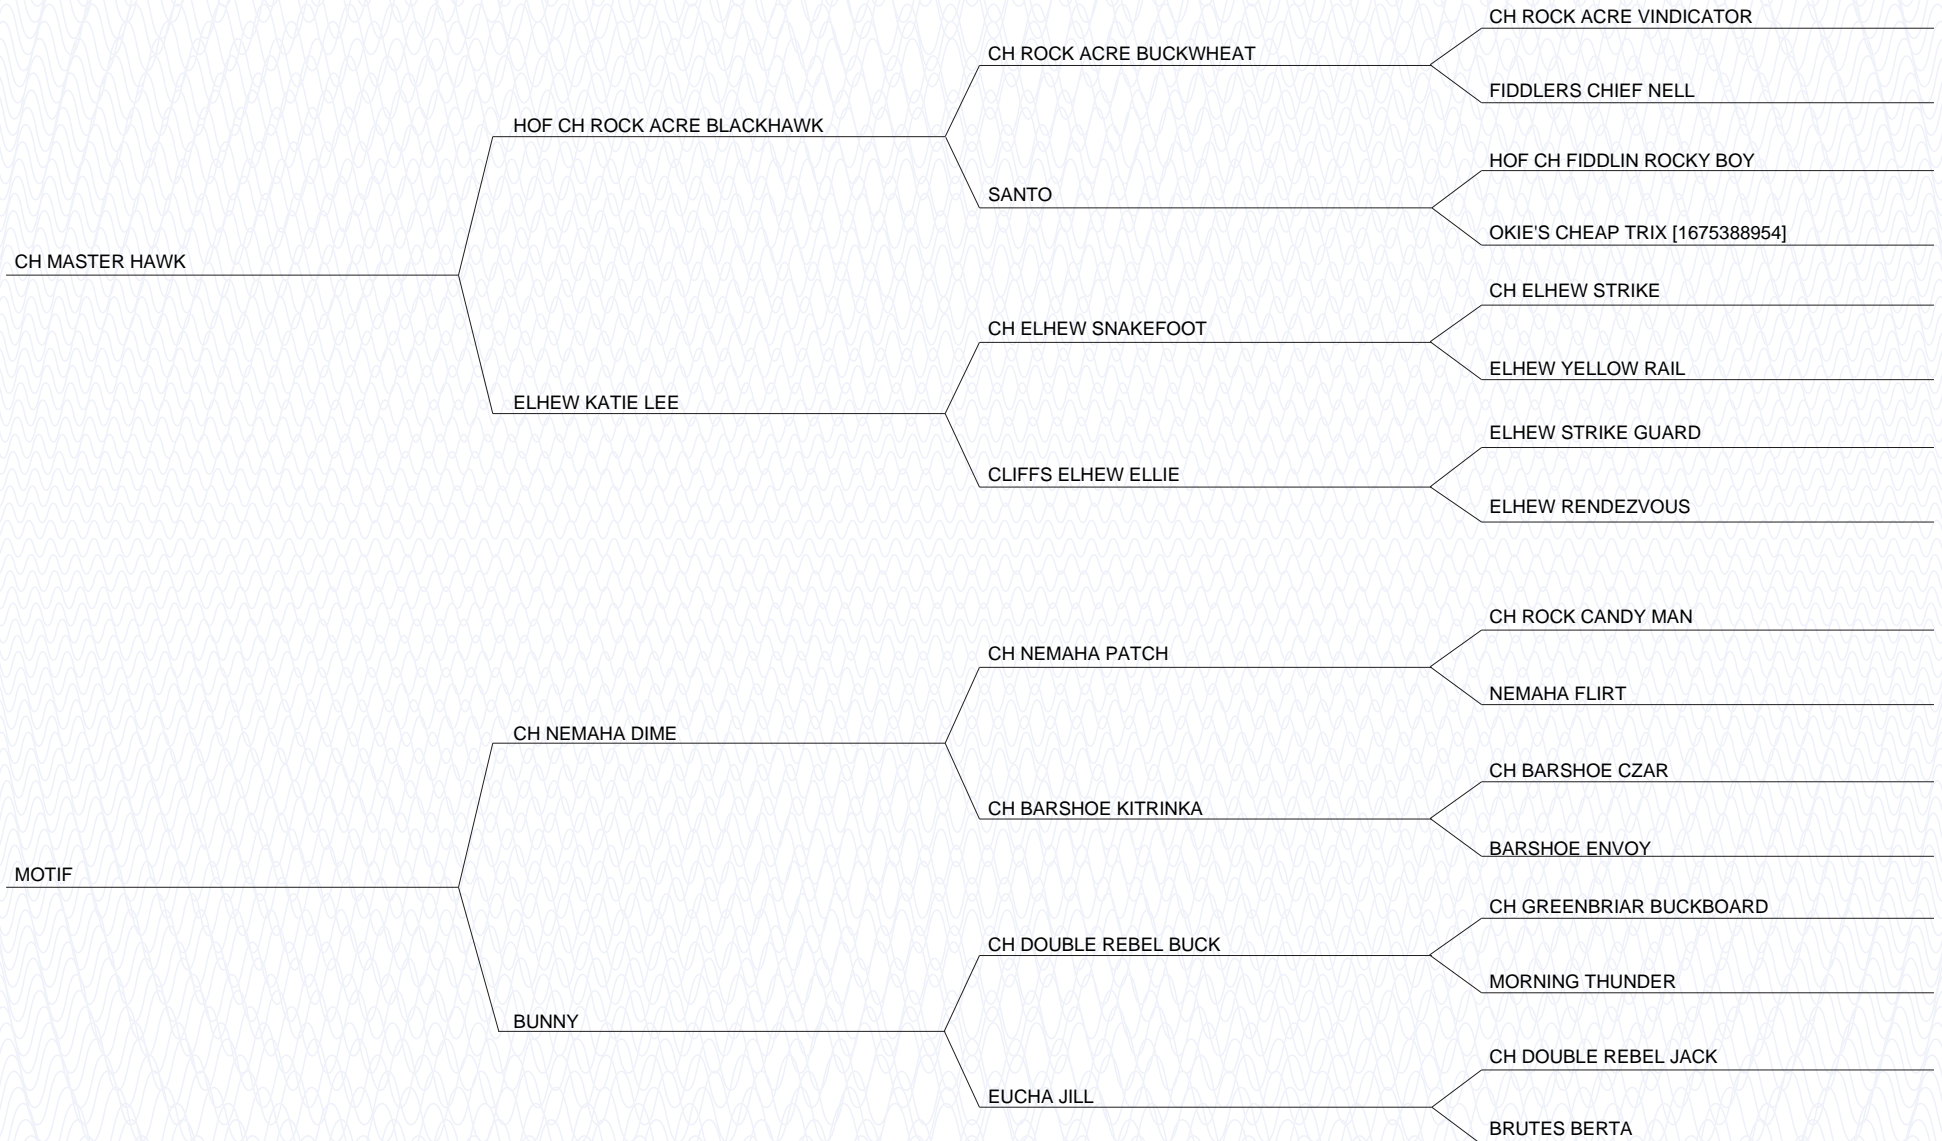 CH ROCK ACRE VINDICATOR
CH ROCK ACRE BUCKWHEAT
FIDDLERS CHIEF NELL
HOF CH ROCK ACRE BLACKHAWK
HOF CH FIDDLIN ROCKY BOY
SANTO
OKIE'S CHEAP TRIX [1675388954]
CH MASTER HAWK
CH ELHEW STRIKE
CH ELHEW SNAKEFOOT
ELHEW YELLOW RAIL
ELHEW KATIE LEE
ELHEW STRIKE GUARD
CLIFFS ELHEW ELLIE
ELHEW RENDEZVOUS
CH ROCK CANDY MAN
CH NEMAHA PATCH
NEMAHA FLIRT
CH NEMAHA DIME
CH BARSHOE CZAR
CH BARSHOE KITRINKA
BARSHOE ENVOY
MOTIF
CH GREENBRIAR BUCKBOARD
CH DOUBLE REBEL BUCK
MORNING THUNDER
BUNNY
CH DOUBLE REBEL JACK
EUCHA JILL
BRUTES BERTA